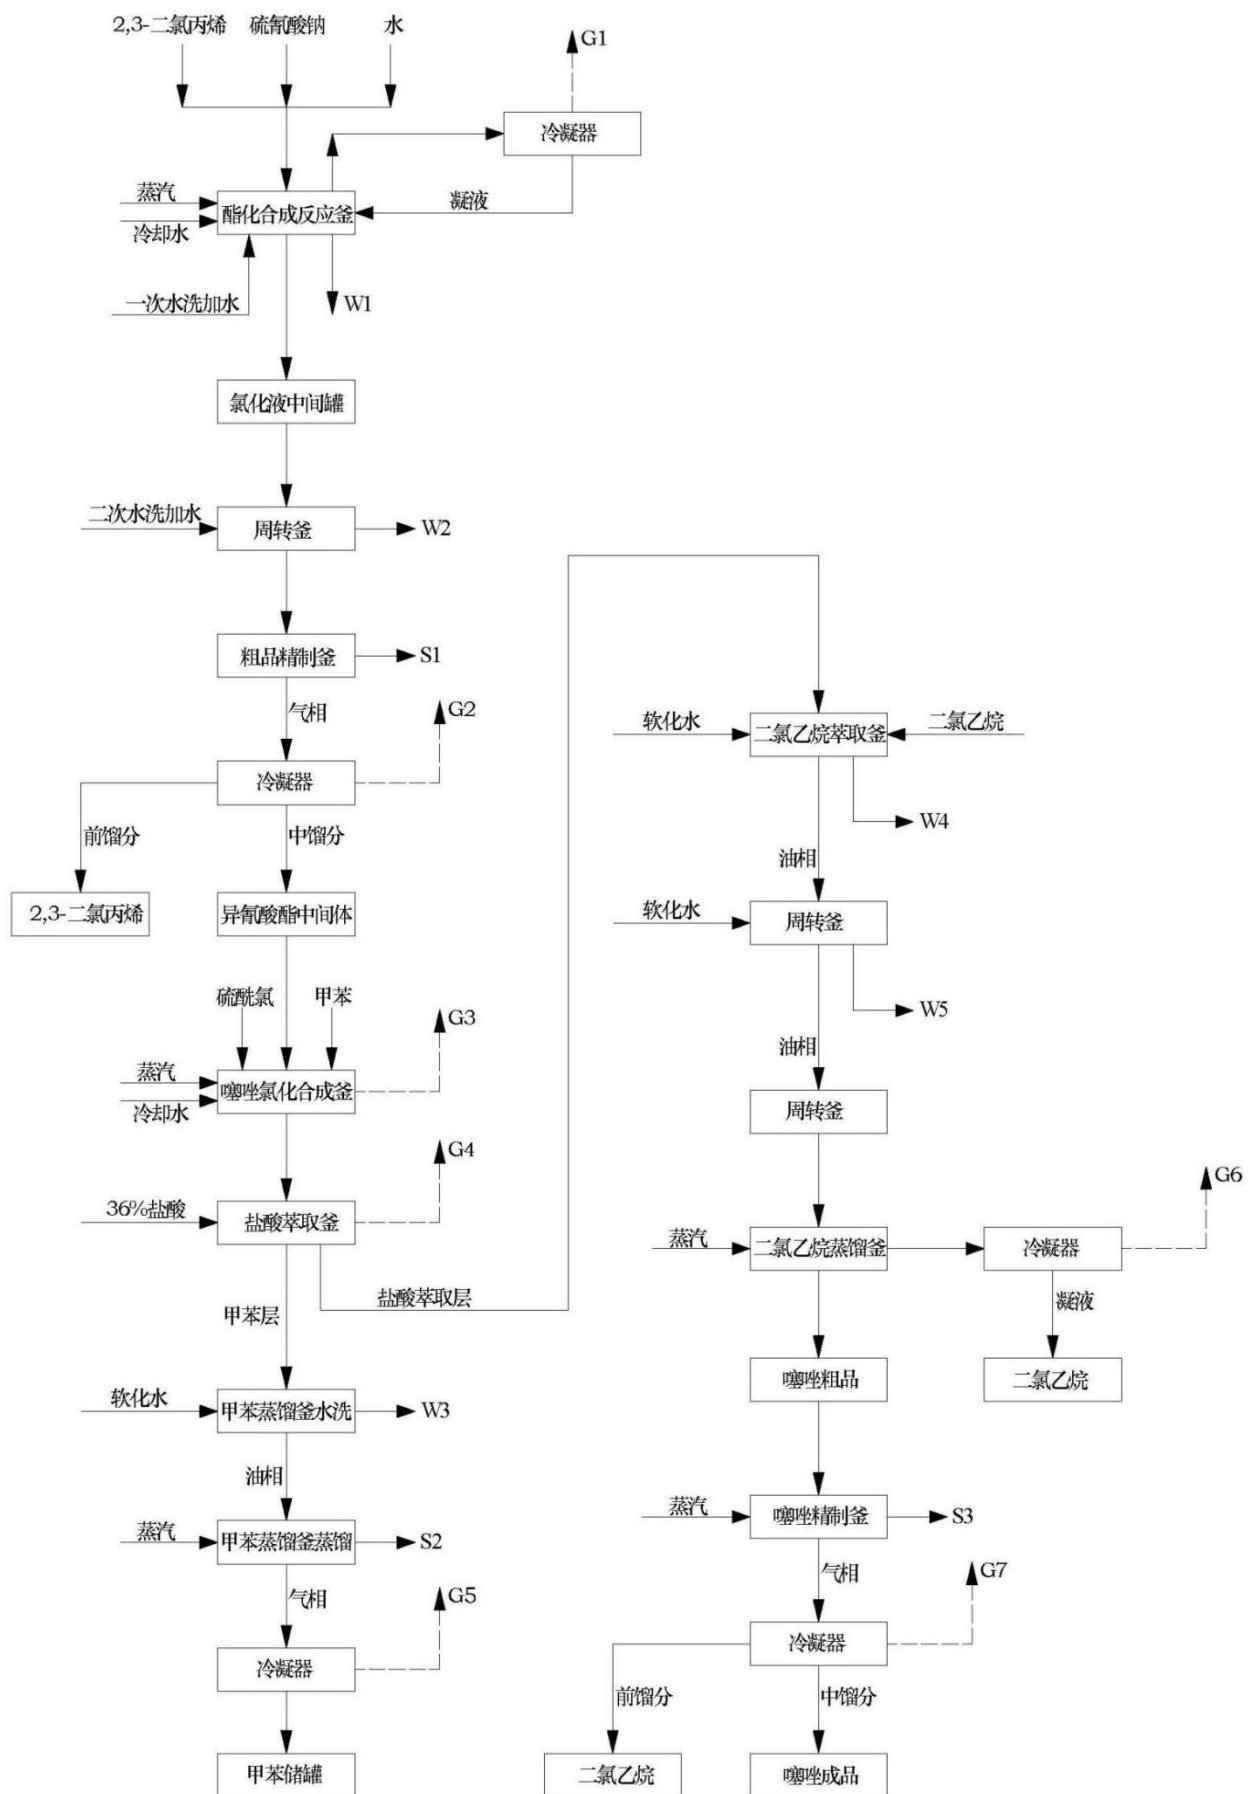 2,3-二氯丙烯
硫氰酸钠
水
G1
冷凝器
蒸汽
酯化合成反应釜
凝液
冷却水
一次水洗加水
W1
氯化液中间罐
二次水洗加水
周转釜
W2
粗品精制釜
S1
气相
G2
冷凝器
前馏分
中馏分
2,3-二氯丙烯
异氰酸酯中间体
硫酰氯
甲苯
G3
蒸汽
噻唑氯化合成釜
冷却水
G4
36%盐酸
盐酸萃取釜
盐酸萃取层
甲苯层
软化水
甲苯蒸馏釜水洗
W3
油相
蒸汽
甲苯蒸馏釜蒸馏
S2
气相
G5
冷凝器
甲苯储罐
软化水
二氯乙烷萃取釜
二氯乙烷
W4
油相
软化水
周转釜
W5
油相
周转釜
G6
蒸汽
二氯乙烷蒸馏釜
冷凝器
凝液
噻唑粗品
二氯乙烷
蒸汽
噻唑精制釜
S3
气相
G7
冷凝器
前馏分
中馏分
二氯乙烷
噻唑成品